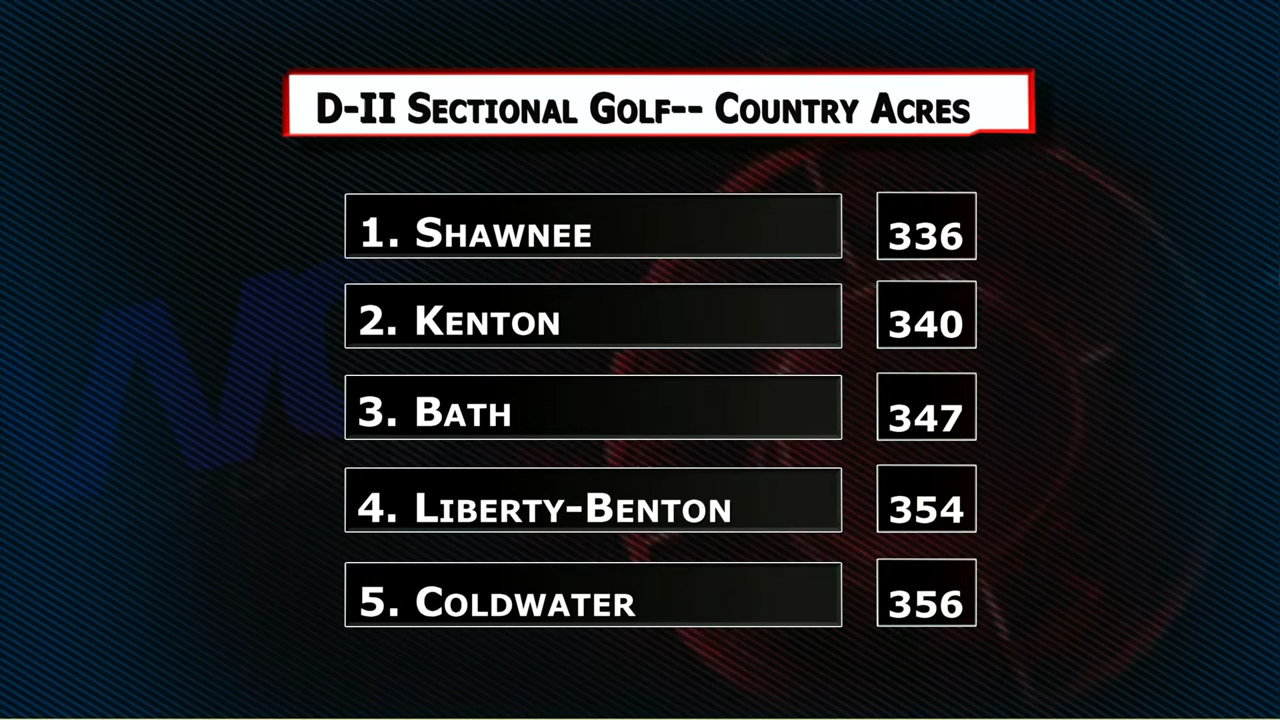 D-II Sectional Golf-- Country Acres
1. Shawnee 336
2. Kenton 340
3. Bath 347
4. Liberty-Benton 354
5. Coldwater 356